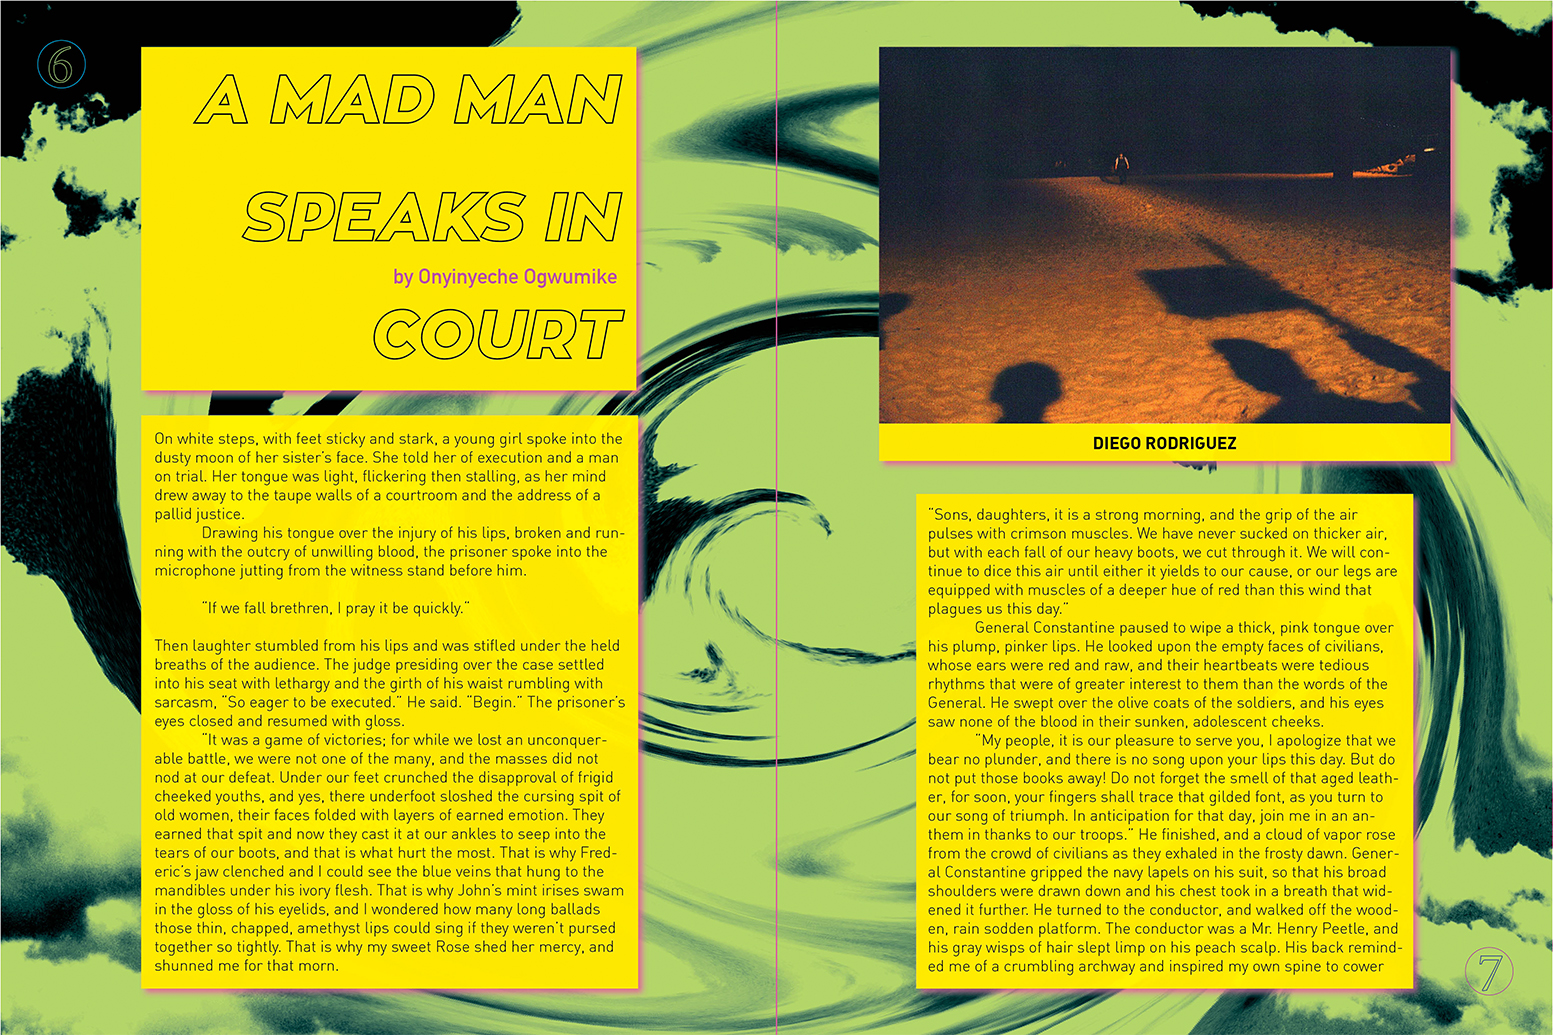 6
A MAD MAN
SPEAKS IN
by Onyinyeche Ogwumike
COURT
On white steps, with feet sticky and stark, a young girl spoke into the
dusty moon of her sister's face. She told her of execution and a man
on trial. Her tongue was light, flickering then stalling, as her mind
drew away to the taupe walls of a courtroom and the address of a
pallid justice.
Drawing his tongue over the injury of his lips, broken and run-
ning with the outcry of unwilling blood, the prisoner spoke into the
microphone jutting from the witness stand before him.
"If we fall brethren, I pray it be quickly."
Then laughter stumbled from his lips and was stifled under the held
breaths of the audience. The judge presiding over the case settled
into his seat with lethargy and the girth of his waist rumbling with
sarcasm, "So eager to be executed." He said. "Begin." The prisoner's
eyes closed and resumed with gloss.
"It was a game of victories; for while we lost an unconquer-
able battle, we were not one of the many, and the masses did not
nod at our defeat. Under our feet crunched the disapproval of frigid
cheeked youths, and yes, there underfoot sloshed the cursing spit of
old women, their faces folded with layers of earned emotion. They
earned that spit and now they cast it at our ankles to seep into the
tears of our boots, and that is what hurt the most. That is why Fred-
eric's jaw clenched and I could see the blue veins that hung to the
mandibles under his ivory flesh. That is why John's mint irises swam
in the gloss of his eyelids, and I wondered how many long ballads
those thin, chapped, amethyst lips could sing if they weren't pursed
together so tightly. That is why my sweet Rose shed her mercy, and
shunned me for that morn.
DIEGO RODRIGUEZ
"Sons, daughters, it is a strong morning, and the grip of the air
pulses with crimson muscles. We have never sucked on thicker air,
but with each fall of our heavy boots, we cut through it. We will con-
tinue to dice this air until either it yields to our cause, or our legs are
equipped with muscles of a deeper hue of red than this wind that
plagues us this day."
General Constantine paused to wipe a thick, pink tongue over
his plump, pinker lips. He looked upon the empty faces of civilians,
whose ears were red and raw, and their heartbeats were tedious
rhythms that were of greater interest to them than the words of the
General. He swept over the olive coats of the soldiers, and his eyes
saw none of the blood in their sunken, adolescent cheeks.
"My people, it is our pleasure to serve you, I apologize that we
bear no plunder, and there is no song upon your lips this day. But do
not put those books away! Do not forget the smell of that aged leath-
er, for soon, your fingers shall trace that gilded font, as you turn to
our song of triumph. In anticipation for that day, join me in an an-
them in thanks to our troops." He finished, and a cloud of vapor rose
from the crowd of civilians as they exhaled in the frosty dawn. Gener-
al Constantine gripped the navy lapels on his suit, so that his broad
shoulders were drawn down and his chest took in a breath that wid-
ened it further. He turned to the conductor, and walked off the wood-
en, rain sodden platform. The conductor was a Mr. Henry Peetle, and
his gray wisps of hair slept limp on his peach scalp. His back remind-
ed me of a crumbling archway and inspired my own spine to cower
7